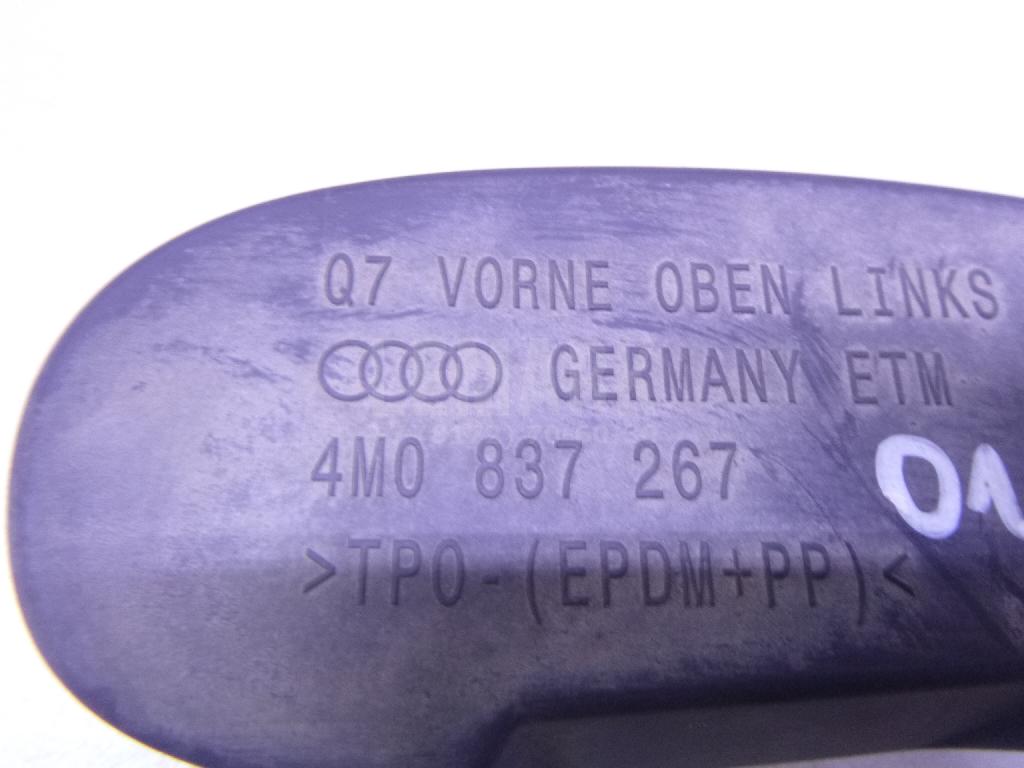 Q7 VORNE OBEN LINKS
GERMANY ETM
4M0 837 267
>TPO-(EPDM+PP)<